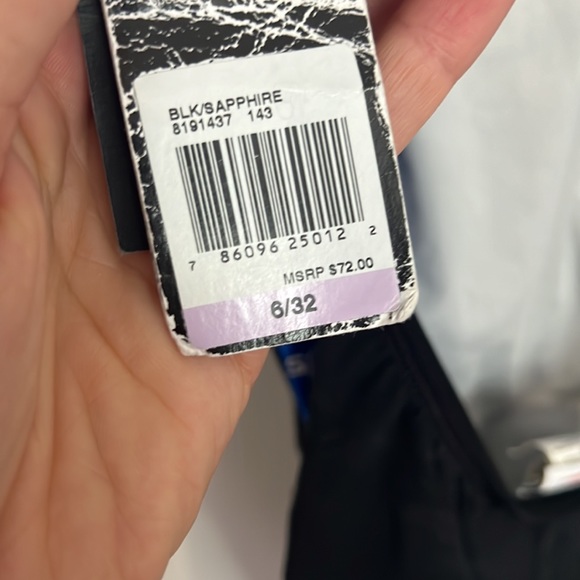 BLK/SAPPHIRE
8191437 143
7 86096 25012 2
MSRP $72.00
6/32